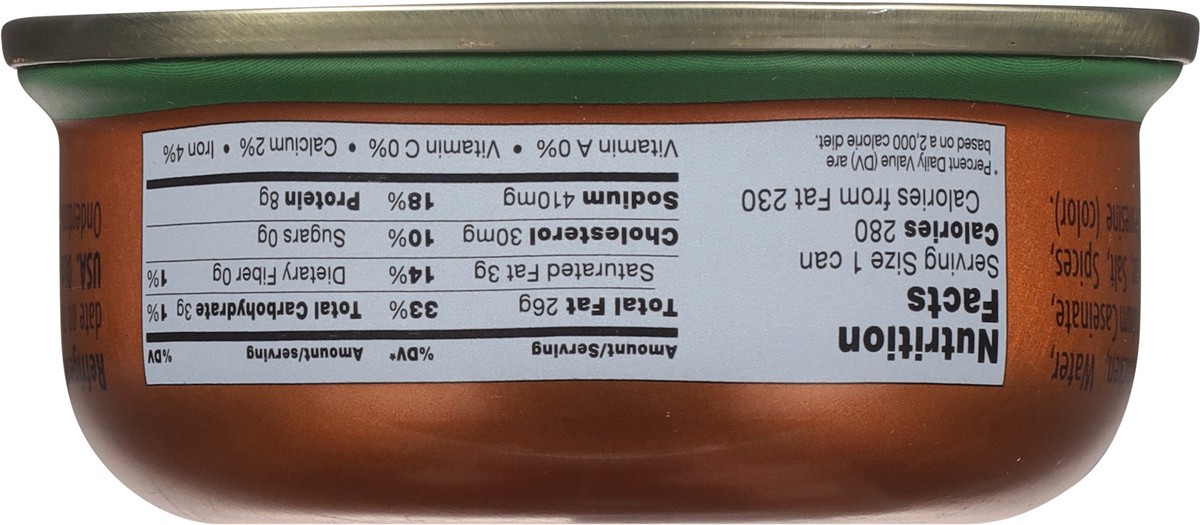 Water,
Caseinate,
Salt, Spices,
(color).
Nutrition
Facts
Serving Size 1 can
Calories 280
Calories from Fat 230
* Percent Daily Value (DV) are
based on a 2,000 calorie diet.
Amount/Serving %DV* Amount/serving %DV
Total Fat 26g 33% Total Carbohydrate 3g 1%
Saturated Fat 3g 14% Dietary Fiber 0g 1%
Cholesterol 30mg 10% Sugars 0g
Sodium 410mg 18% Protein 8g
Vitamin A 0% • Vitamin C 0% • Calcium 2% • Iron 4%
date on
USA.